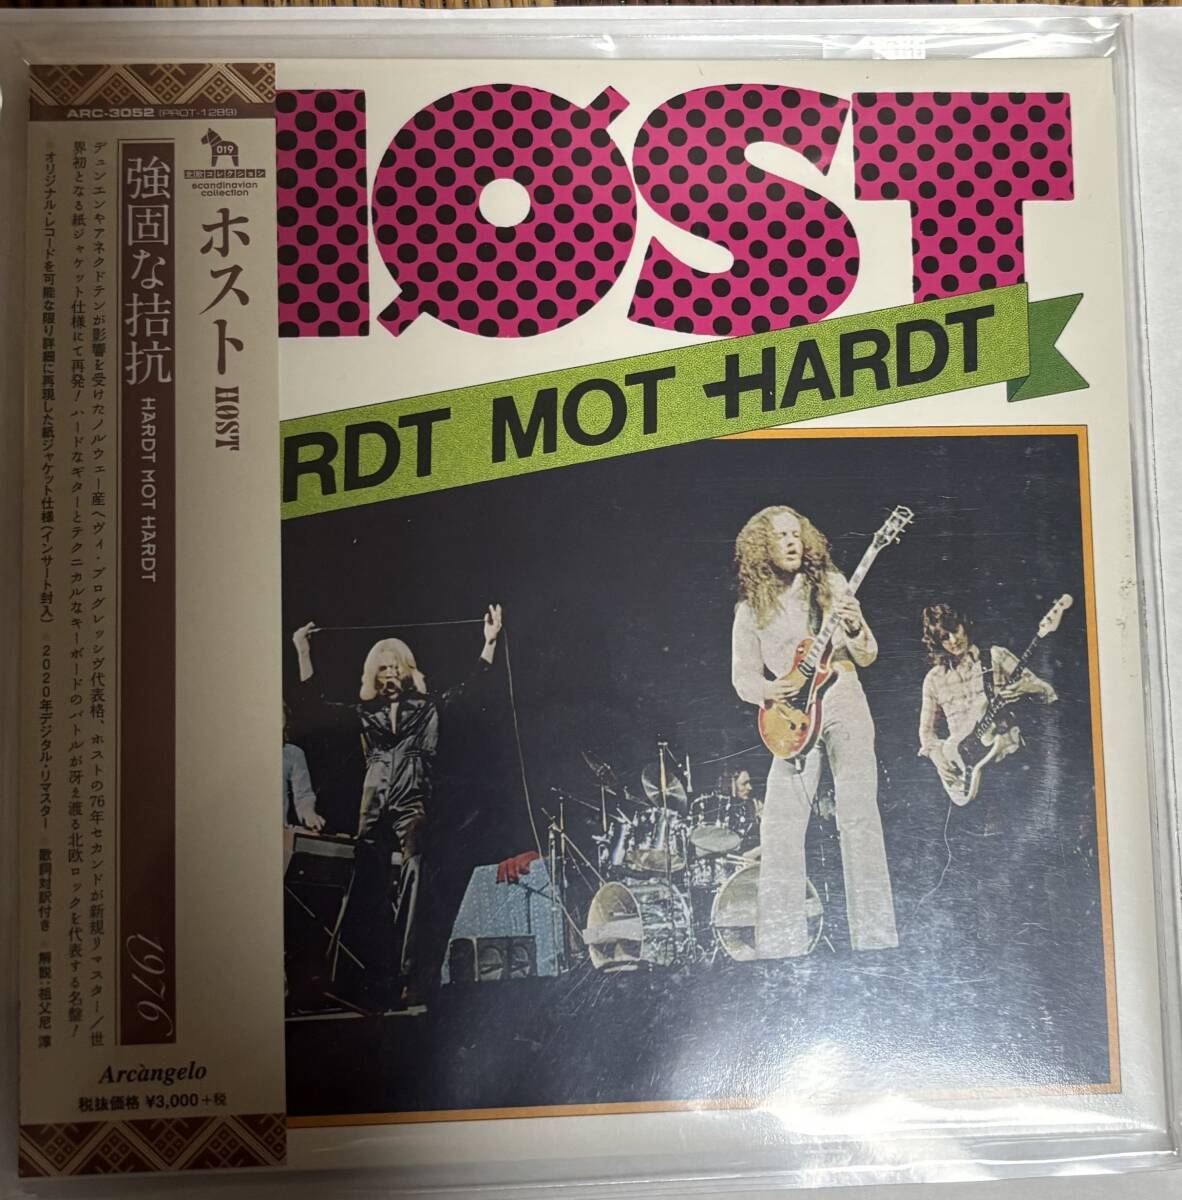 ARC-3052 (PROT-1289)
019
北欧コレクション
scandinavian
collection
ホスト HØST
強固な拮抗 HARDT MOT HARDT 1976
デュンエンやアネクドテンが影響を受けたノルウェー産ヘヴィ・プログレッシヴ代表格、ホストの76年セカンドが新規リマスター/世
界初となる紙ジャケット仕様にて再発! ハードなギターとテクニカルなキーボードのバトルが冴え渡る北欧ロックを代表する名盤!
オリジナル・レコードを可能な限り詳細に再現した紙ジャケット仕様(インサート封入) 2020年デジタル・リマスター 歌詞対訳付き 解説:祖父尼 淳
Arcàngelo
税抜価格 ¥3,000+税
HØST
RDT MOT HARDT